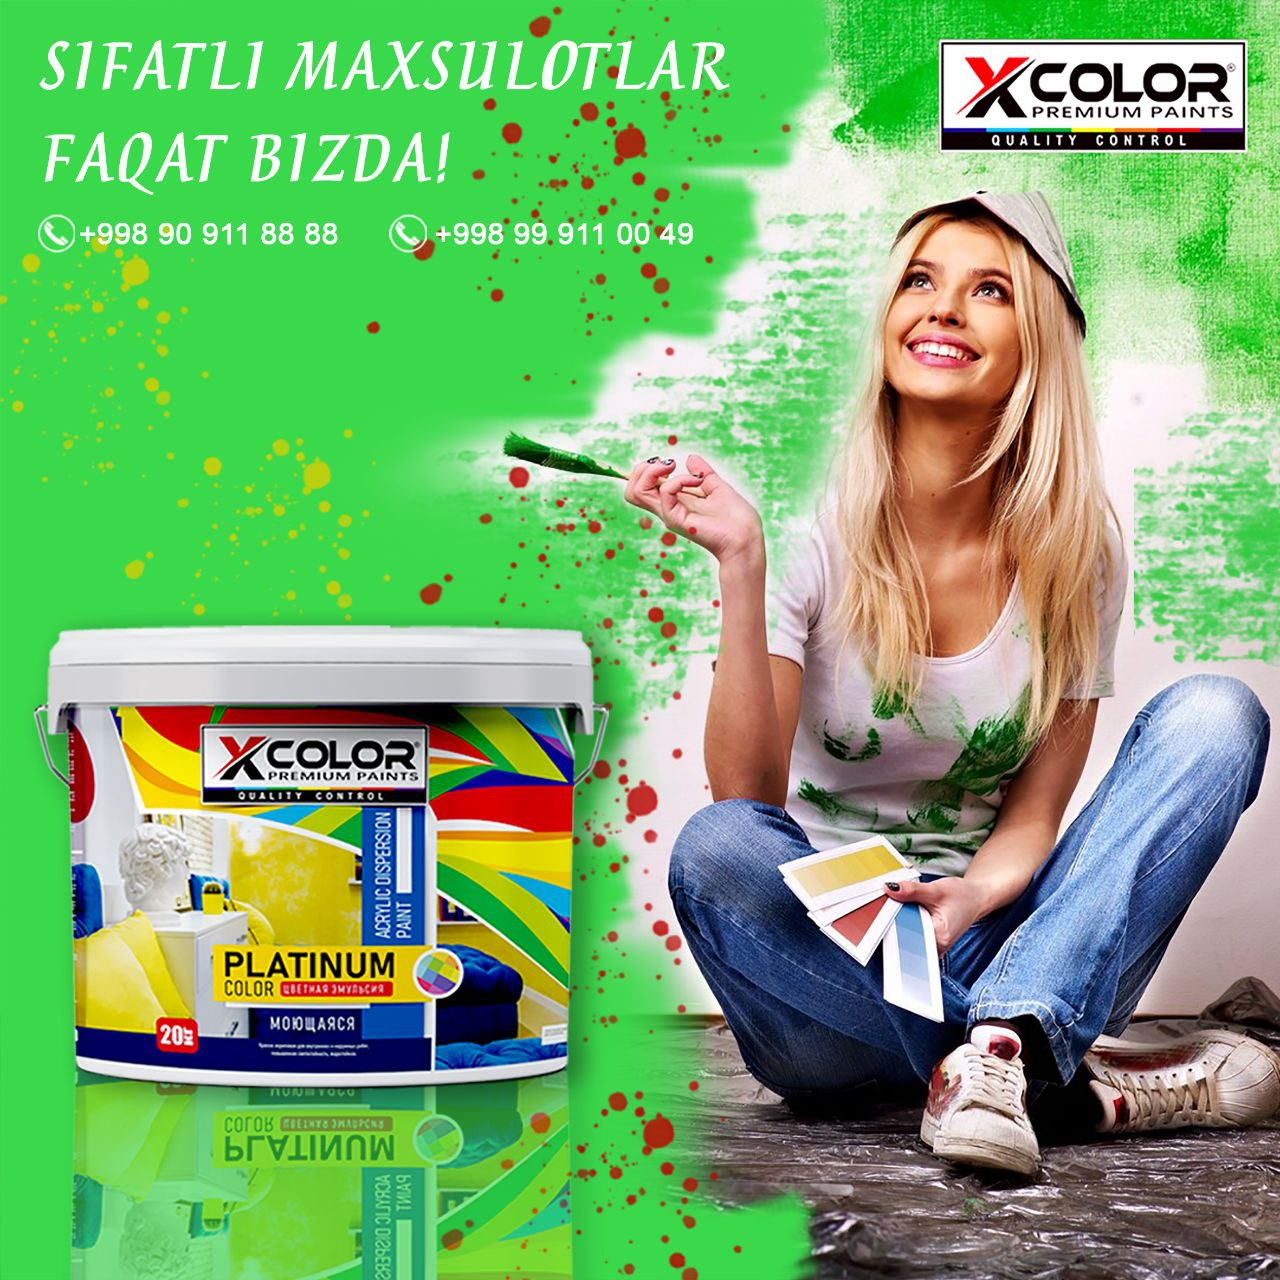 SIFATLI MAXSULOTLAR
FAQAT BIZDA!
+998 90 911 88 88
+998 99 911 00 49
XCOLOR®
PREMIUM PAINTS
QUALITY CONTROL
XCOLOR®
PREMIUM PAINTS
QUALITY CONTROL
ACRYLIC DISPERSION
PAINT
PLATINUM
COLOR ЦВЕТНАЯ ЭМУЛЬСИЯ
МОЮЩАЯСЯ
20КГ